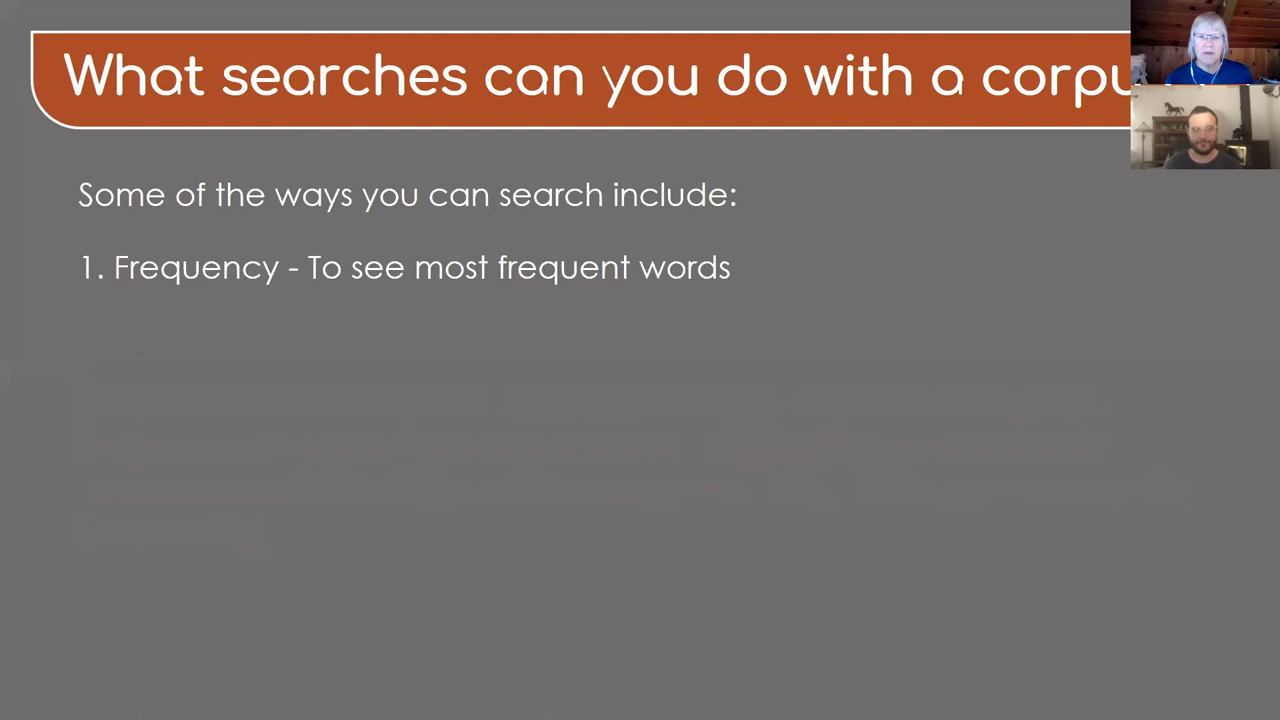 What searches can you do with a corpu
Some of the ways you can search include:
1. Frequency - To see most frequent words